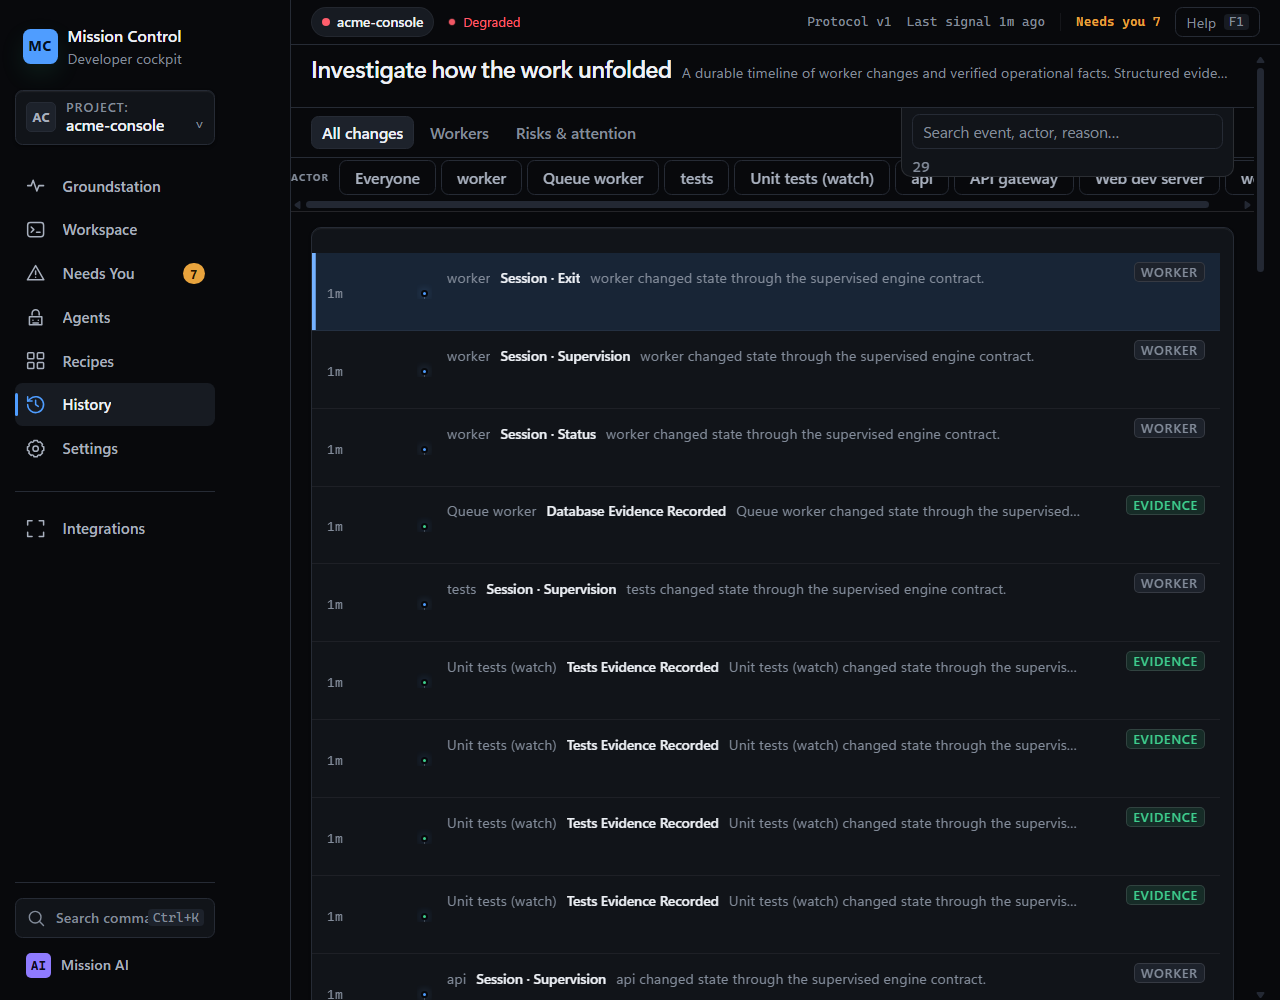 MC
Mission Control
Developer cockpit
AC
PROJECT:
acme-console
v
Groundstation
Workspace
Needs You
7
Agents
Recipes
History
Settings
Integrations
Search comma
Ctrl+K
AI
Mission AI
acme-console
Degraded
Protocol v1
Last signal 1m ago
Needs you 7
Help F1
Investigate how the work unfolded
A durable timeline of worker changes and verified operational facts. Structured evide...
All changes
Workers
Risks & attention
Search event, actor, reason...
29
ACTOR
Everyone
worker
Queue worker
tests
Unit tests (watch)
api
API gateway
Web dev server
1m
worker Session · Exit worker changed state through the supervised engine contract.
WORKER
1m
worker Session · Supervision worker changed state through the supervised engine contract.
WORKER
1m
worker Session · Status worker changed state through the supervised engine contract.
WORKER
1m
Queue worker Database Evidence Recorded Queue worker changed state through the supervised...
EVIDENCE
1m
tests Session · Supervision tests changed state through the supervised engine contract.
WORKER
1m
Unit tests (watch) Tests Evidence Recorded Unit tests (watch) changed state through the supervis...
EVIDENCE
1m
Unit tests (watch) Tests Evidence Recorded Unit tests (watch) changed state through the supervis...
EVIDENCE
1m
Unit tests (watch) Tests Evidence Recorded Unit tests (watch) changed state through the supervis...
EVIDENCE
1m
Unit tests (watch) Tests Evidence Recorded Unit tests (watch) changed state through the supervis...
EVIDENCE
1m
api Session · Supervision api changed state through the supervised engine contract.
WORKER